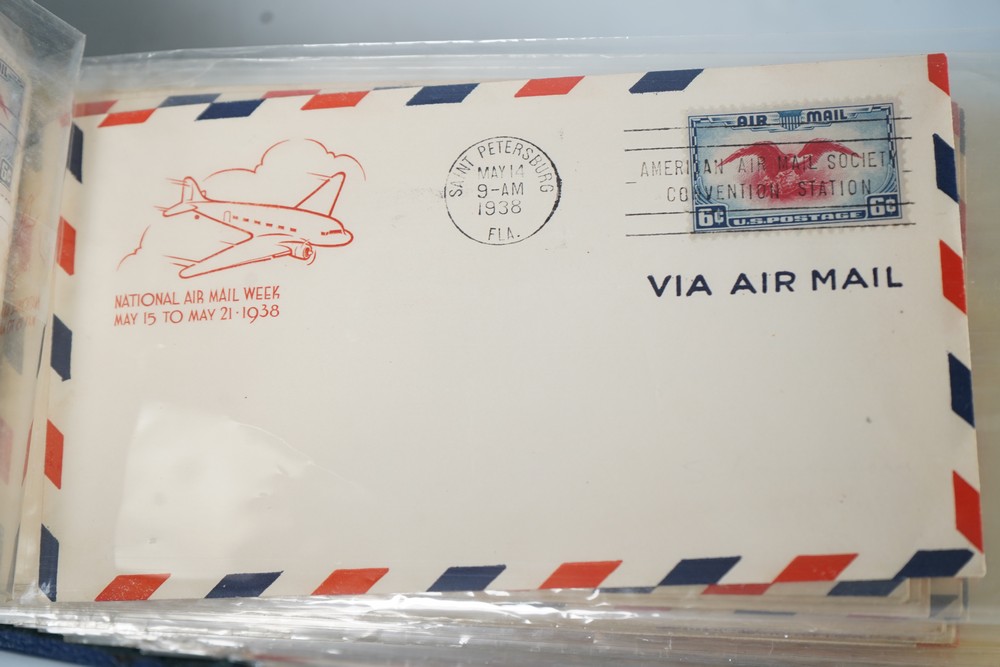 NATIONAL AIR MAIL WEEK
MAY 15 TO MAY 21 · 1938
SAINT PETERSBURG
MAY 14
9-AM
1938
FLA.
AMERICAN AIR MAIL SOCIETY
CONVENTION STATION
AIR MAIL
6¢ U.S. POSTAGE 6¢
VIA AIR MAIL